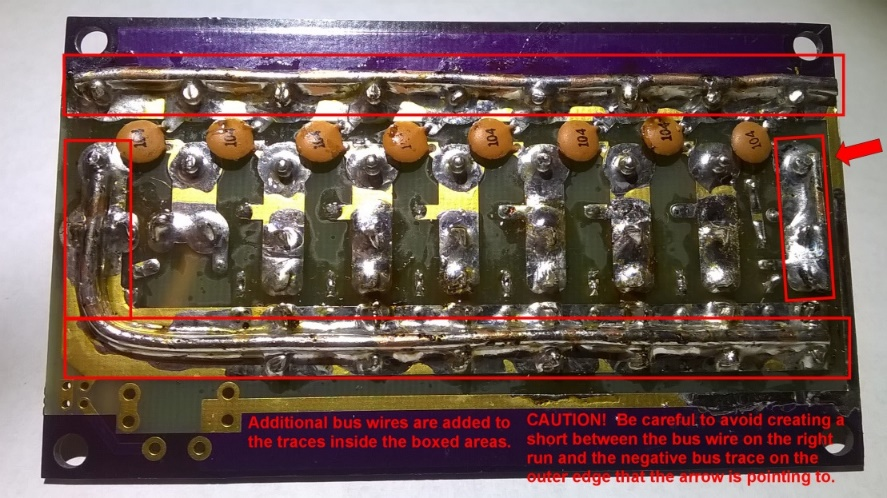 104
104
104
104
104
104
104
Additional bus wires are added to
the traces inside the boxed areas.
CAUTION!  Be careful to avoid creating a
short between the bus wire on the right
run and the negative bus trace on the
outer edge that the arrow is pointing to.